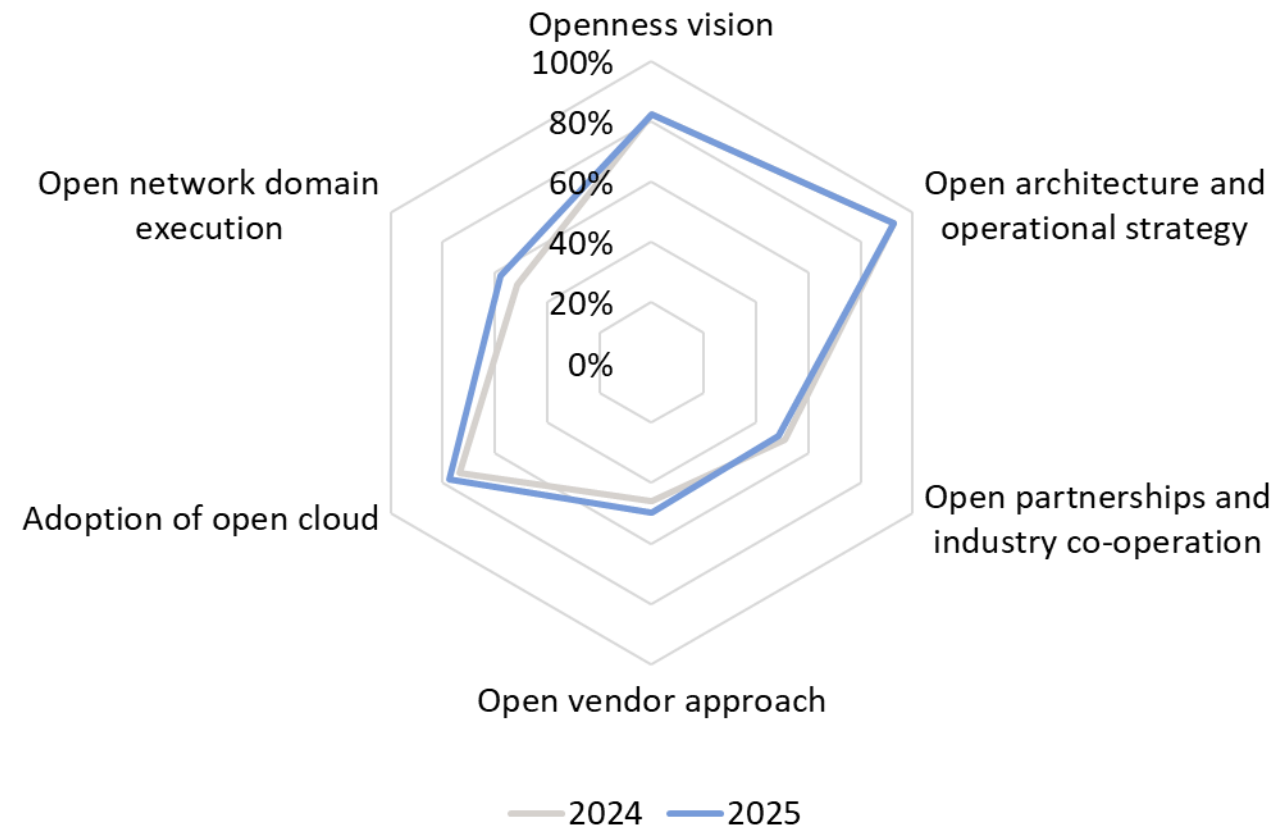 Openness vision
100%
80%
60%
40%
20%
0%
Open architecture and
operational strategy
Open partnerships and
industry co-operation
Open vendor approach
Adoption of open cloud
Open network domain
execution
2024
2025